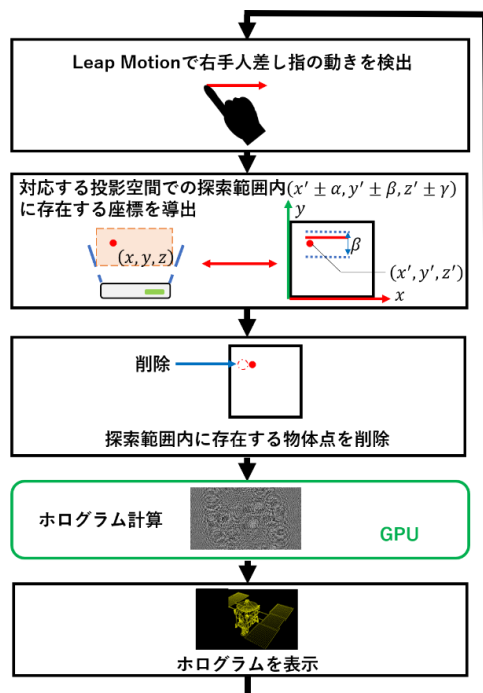 Leap Motionで右手人差し指の動きを検出
対応する投影空間での探索範囲内(x′ ± α, y′ ± β, z′ ± γ)
に存在する座標を導出
y
β
(x, y, z)
(x′, y′, z′)
x
削除
探索範囲内に存在する物体点を削除
ホログラム計算
GPU
ホログラムを表示